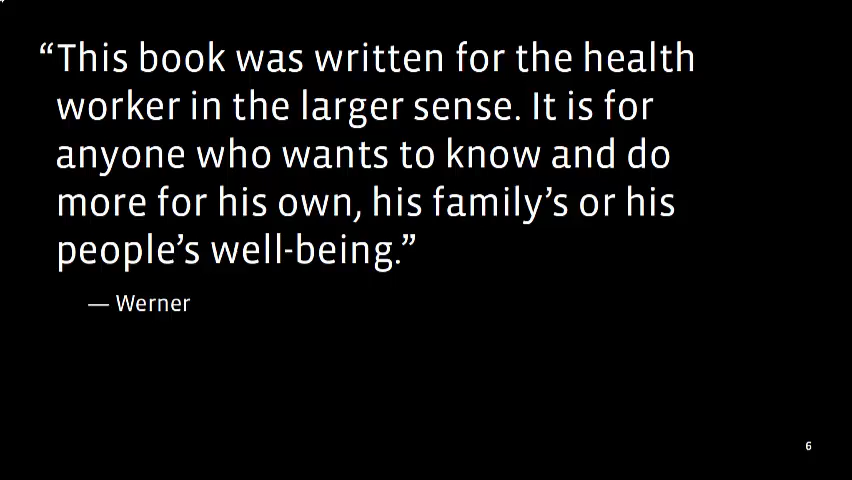 “This book was written for the health
worker in the larger sense. It is for
anyone who wants to know and do
more for his own, his family’s or his
people’s well-being.”
— Werner
6